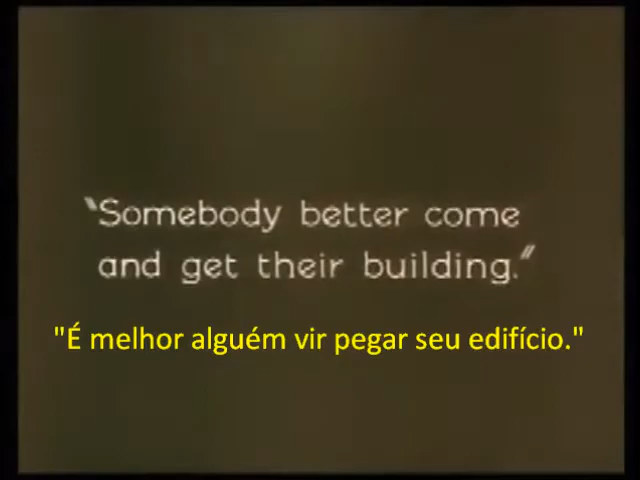 "Somebody better come
and get their building."
"É melhor alguém vir pegar seu edifício."